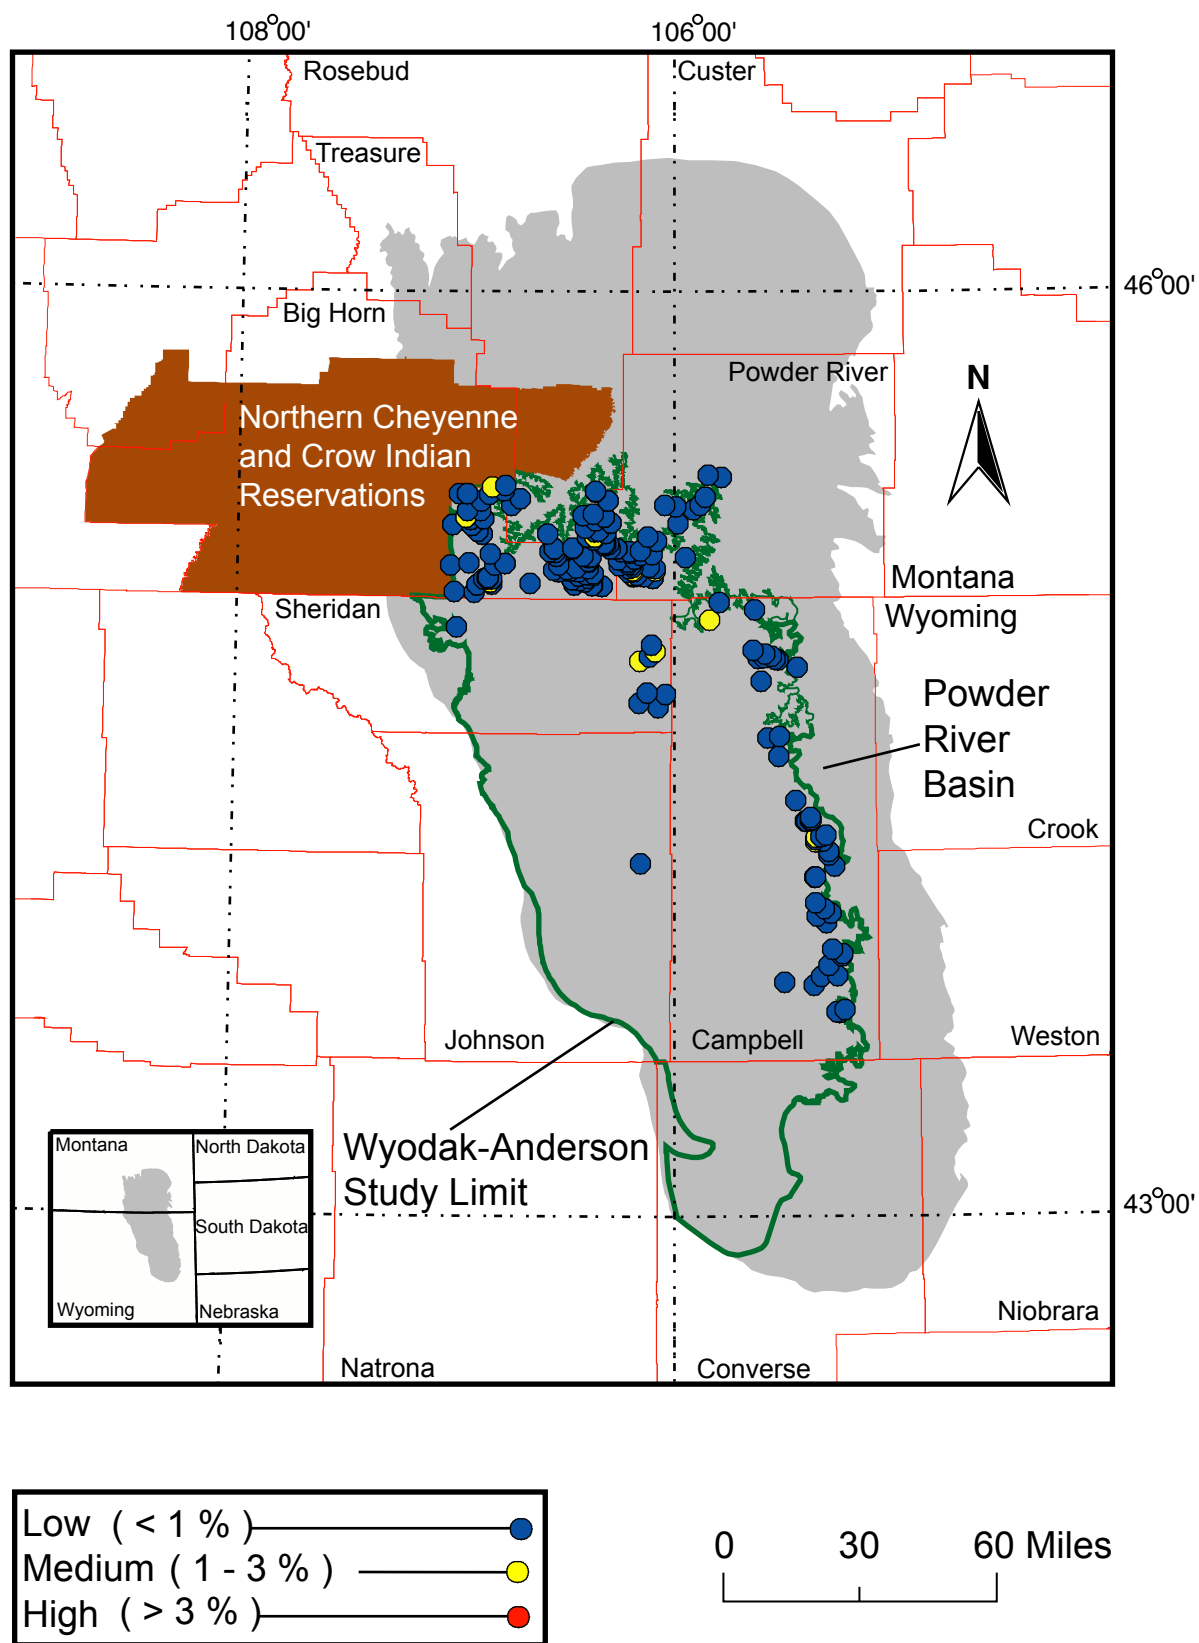 108°00'
106°00'
Rosebud
Custer
Treasure
46°00'
Big Horn
Powder River
N
Northern Cheyenne
and Crow Indian
Reservations
Montana
Sheridan
Wyoming
Powder
River
Basin
Crook
Johnson
Campbell
Weston
Wyodak-Anderson
Study Limit
Montana
North Dakota
South Dakota
Wyoming
Nebraska
43°00'
Niobrara
Natrona
Converse
Low ( < 1 % )
Medium ( 1 - 3 % )
High ( > 3 % )
0 30 60 Miles